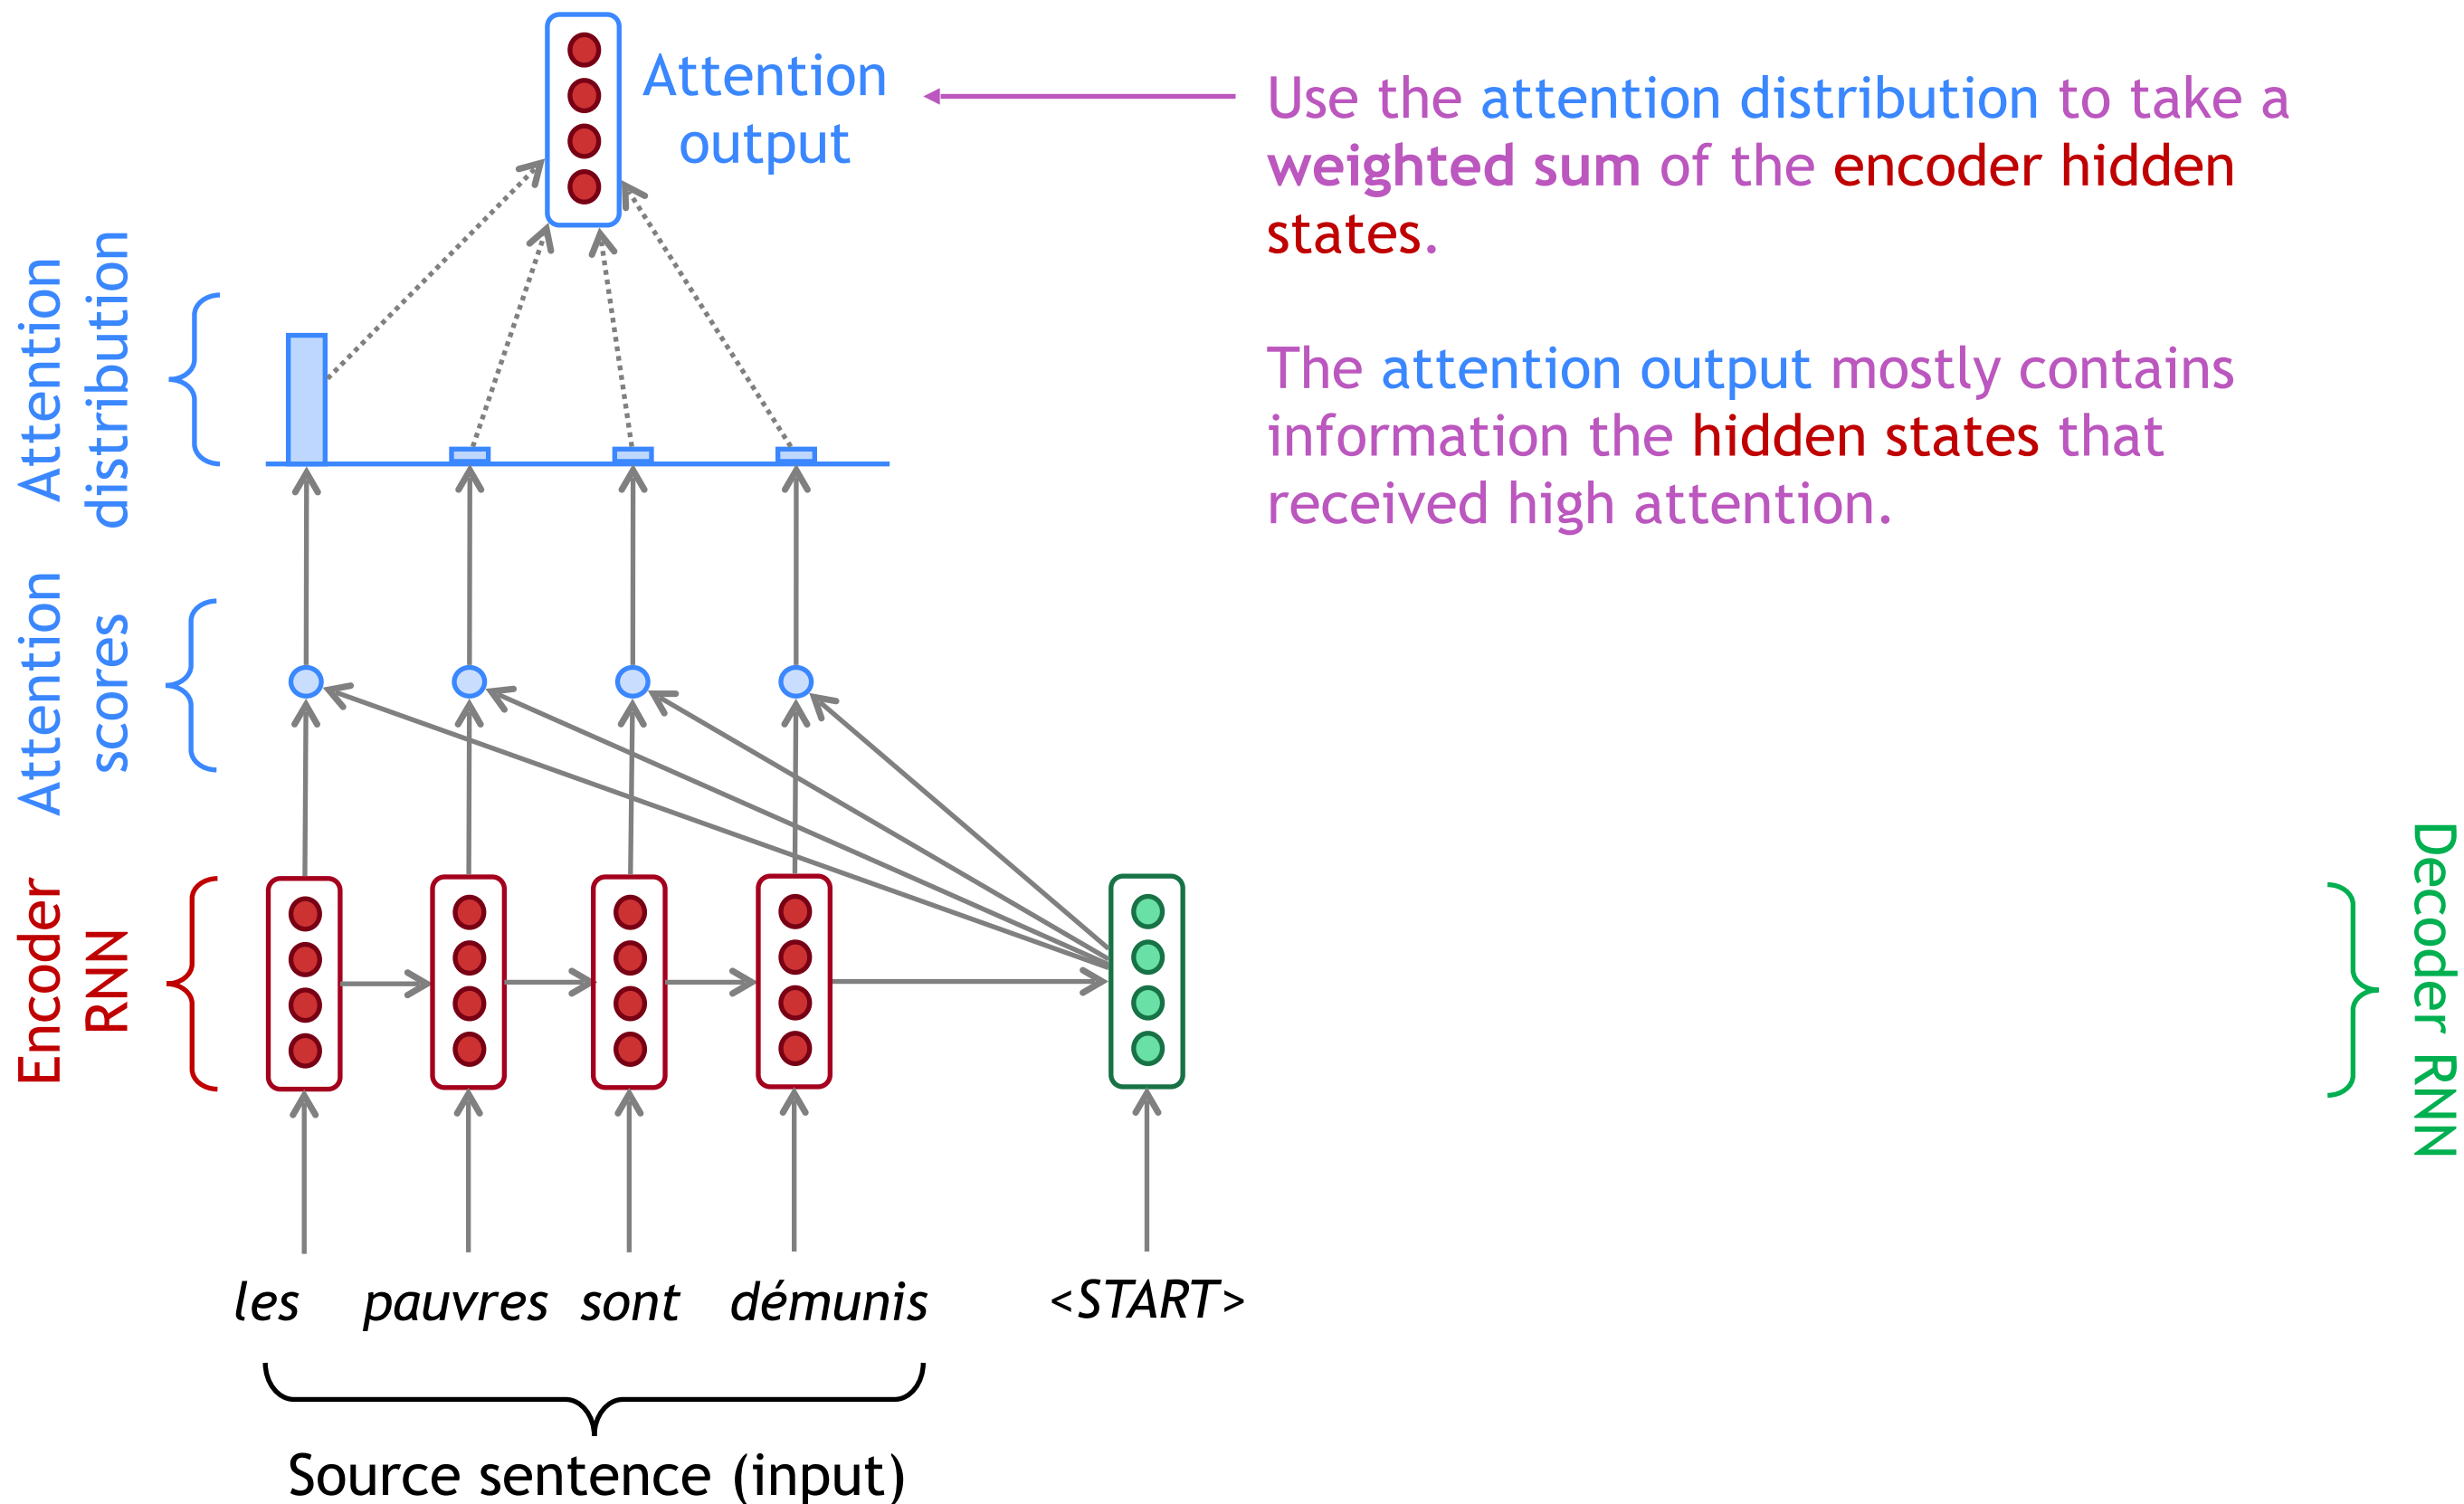 Attention
output
Use the attention distribution to take a
weighted sum of the encoder hidden
states.
The attention output mostly contains
information the hidden states that
received high attention.
Attention
distribution
Attention
scores
Encoder
RNN
Decoder RNN
les pauvres sont démunis <START>
Source sentence (input)